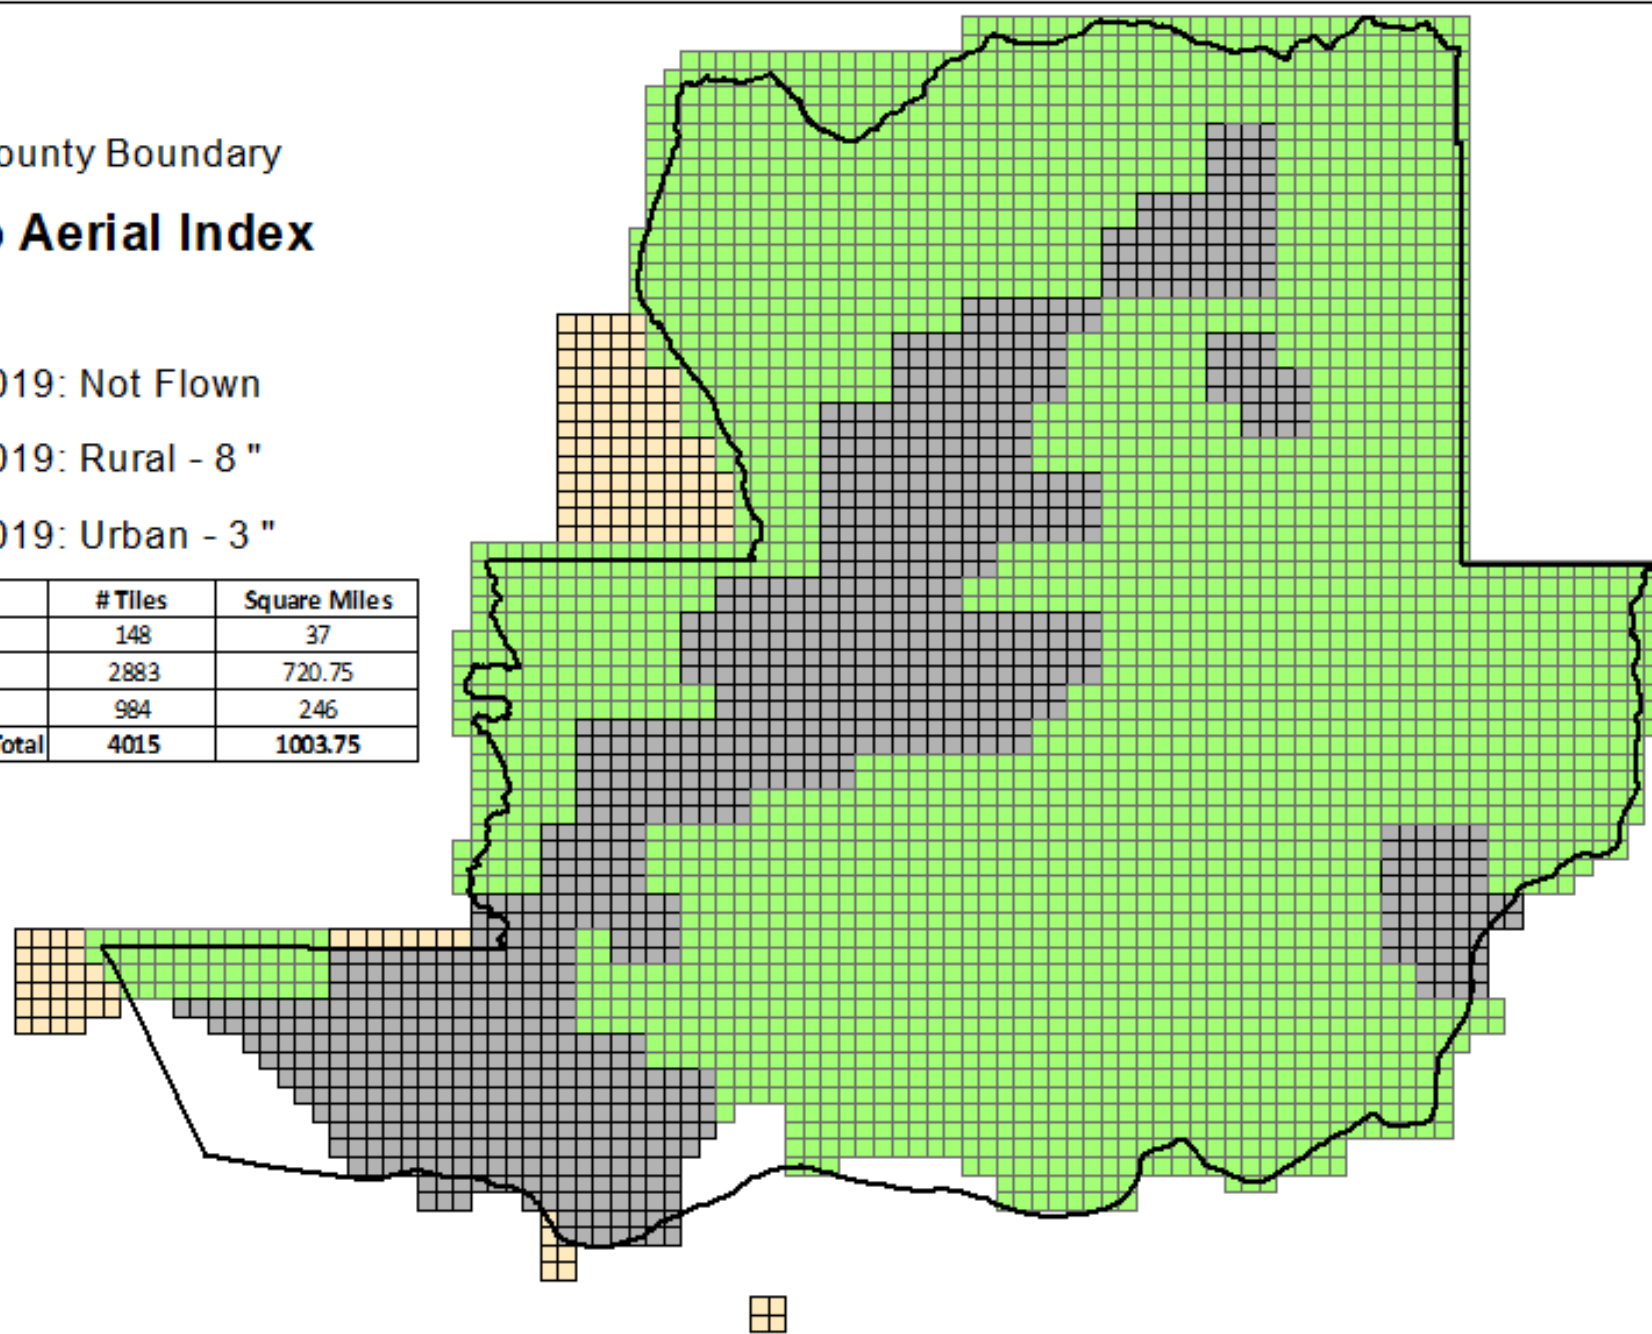 ounty Boundary
Aerial Index
019: Not Flown
019: Rural - 8 "
019: Urban - 3 "
# Tiles Square Miles
148 37
2883 720.75
984 246
Total 4015 1003.75